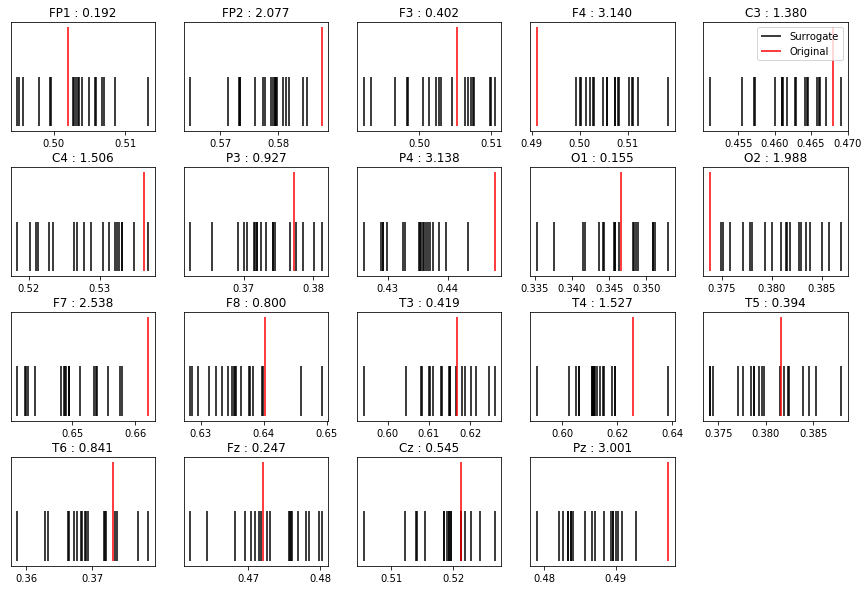 FP1 : 0.192
FP2 : 2.077
F3 : 0.402
F4 : 3.140
C3 : 1.380
Surrogate
Original
0.50 0.51
0.57 0.58
0.50 0.51
0.49 0.50 0.51
0.455 0.460 0.465 0.470
C4 : 1.506
P3 : 0.927
P4 : 3.138
O1 : 0.155
O2 : 1.988
0.52 0.53
0.37 0.38
0.43 0.44
0.335 0.340 0.345 0.350
0.375 0.380 0.385
F7 : 2.538
F8 : 0.800
T3 : 0.419
T4 : 1.527
T5 : 0.394
0.65 0.66
0.63 0.64 0.65
0.60 0.61 0.62
0.60 0.62 0.64
0.375 0.380 0.385
T6 : 0.841
Fz : 0.247
Cz : 0.545
Pz : 3.001
0.36 0.37
0.47 0.48
0.51 0.52
0.48 0.49